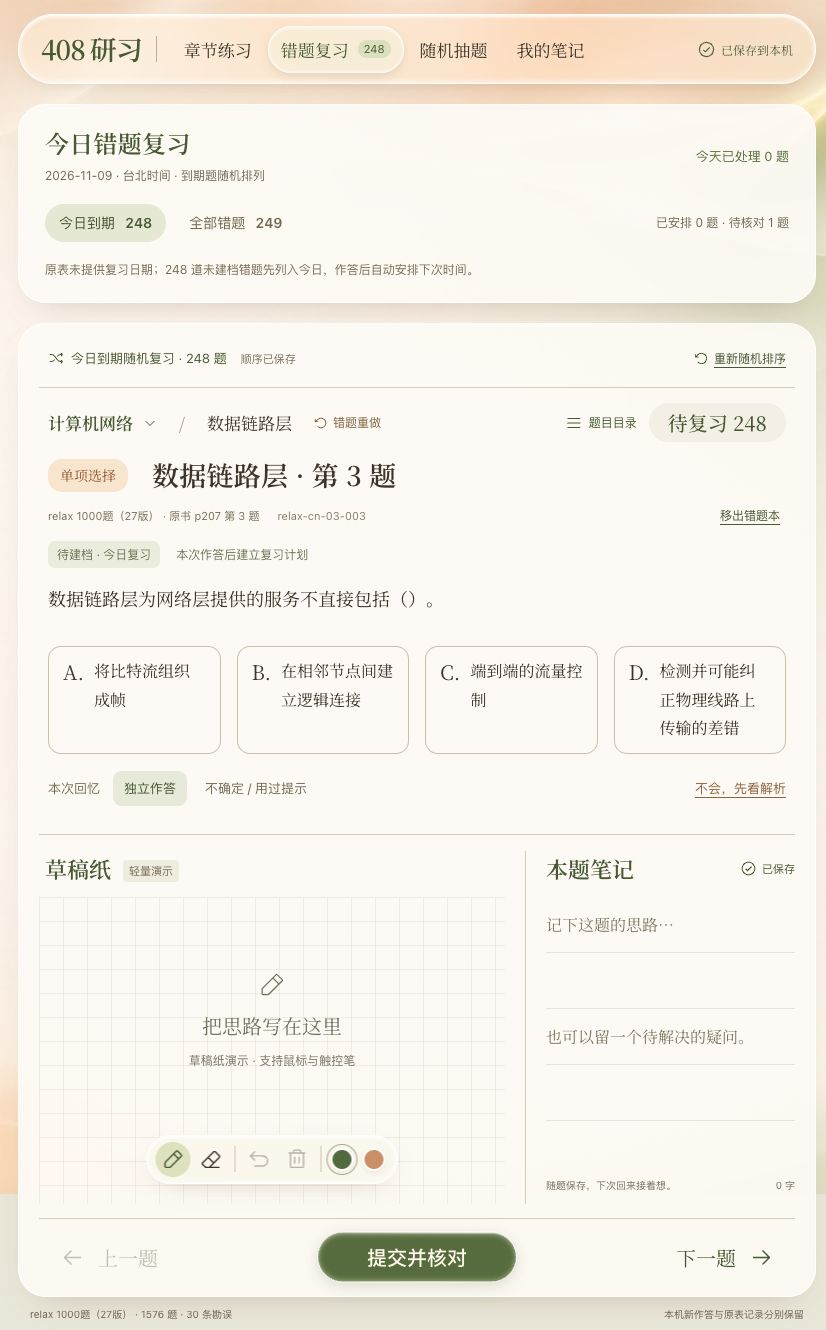 408 研习
章节练习
错题复习 248
随机抽题
我的笔记
已保存到本机
今日错题复习
今天已处理 0 题
2026-11-09 · 台北时间 · 到期题随机排列
今日到期 248
全部错题 249
已安排 0 题 · 待核对 1 题
原表未提供复习日期；248 道未建档错题先列入今日，作答后自动安排下次时间。
今日到期随机复习 · 248 题
顺序已保存
重新随机排序
计算机网络
/
数据链路层
错题重做
题目目录
待复习 248
单项选择
数据链路层 · 第 3 题
relax 1000题（27版） · 原书 p207 第 3 题
relax-cn-03-003
移出错题本
待建档 · 今日复习
本次作答后建立复习计划
数据链路层为网络层提供的服务不直接包括（）。
A. 将比特流组织
成帧
B. 在相邻节点间建
立逻辑连接
C. 端到端的流量控
制
D. 检测并可能纠
正物理线路上
传输的差错
本次回忆
独立作答
不确定 / 用过提示
不会，先看解析
草稿纸
轻量演示
把思路写在这里
草稿纸演示 · 支持鼠标与触控笔
本题笔记
已保存
记下这题的思路…
也可以留一个待解决的疑问。
随题保存，下次回来接着想。
0 字
上一题
提交并核对
下一题
relax 1000题（27版） · 1576 题 · 30 条勘误
本机新作答与原表记录分别保留